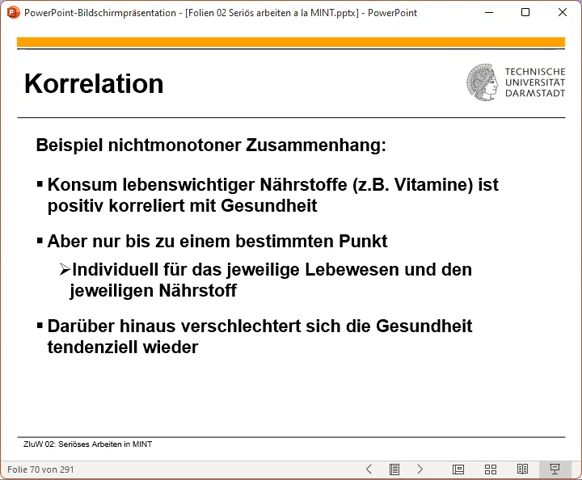 PowerPoint-Bildschirmpräsentation - [Folien 02 Seriös arbeiten a la MINT.pptx] - PowerPoint
Korrelation
TECHNISCHE
UNIVERSITÄT
DARMSTADT
Beispiel nichtmonotoner Zusammenhang:
▪ Konsum lebenswichtiger Nährstoffe (z.B. Vitamine) ist
positiv korreliert mit Gesundheit
▪ Aber nur bis zu einem bestimmten Punkt
➢Individuell für das jeweilige Lebewesen und den
jeweiligen Nährstoff
▪ Darüber hinaus verschlechtert sich die Gesundheit
tendenziell wieder
ZIuW 02: Seriöses Arbeiten in MINT
Folie 70 von 291